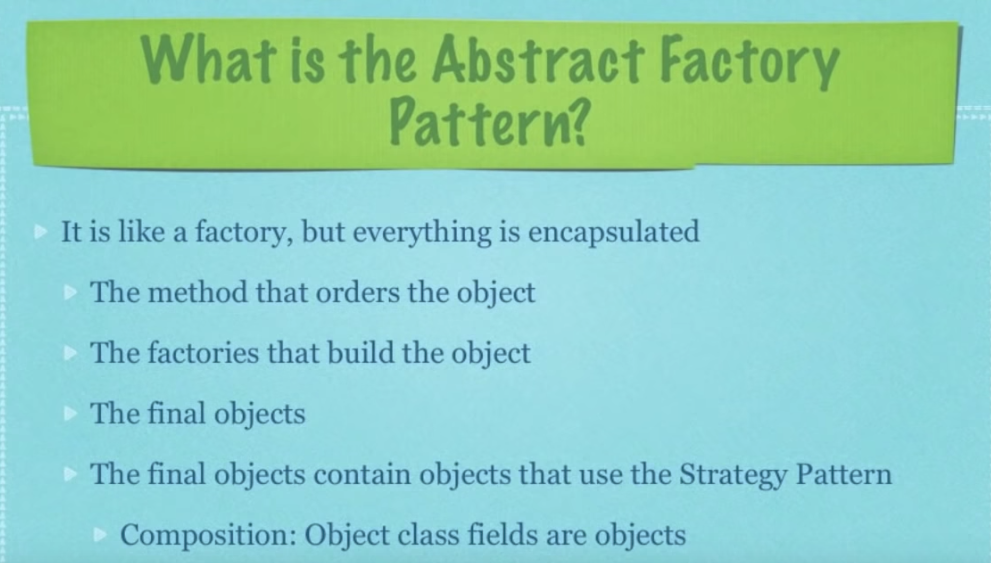 What is the Abstract Factory
Pattern?
It is like a factory, but everything is encapsulated
The method that orders the object
The factories that build the object
The final objects
The final objects contain objects that use the Strategy Pattern
Composition: Object class fields are objects